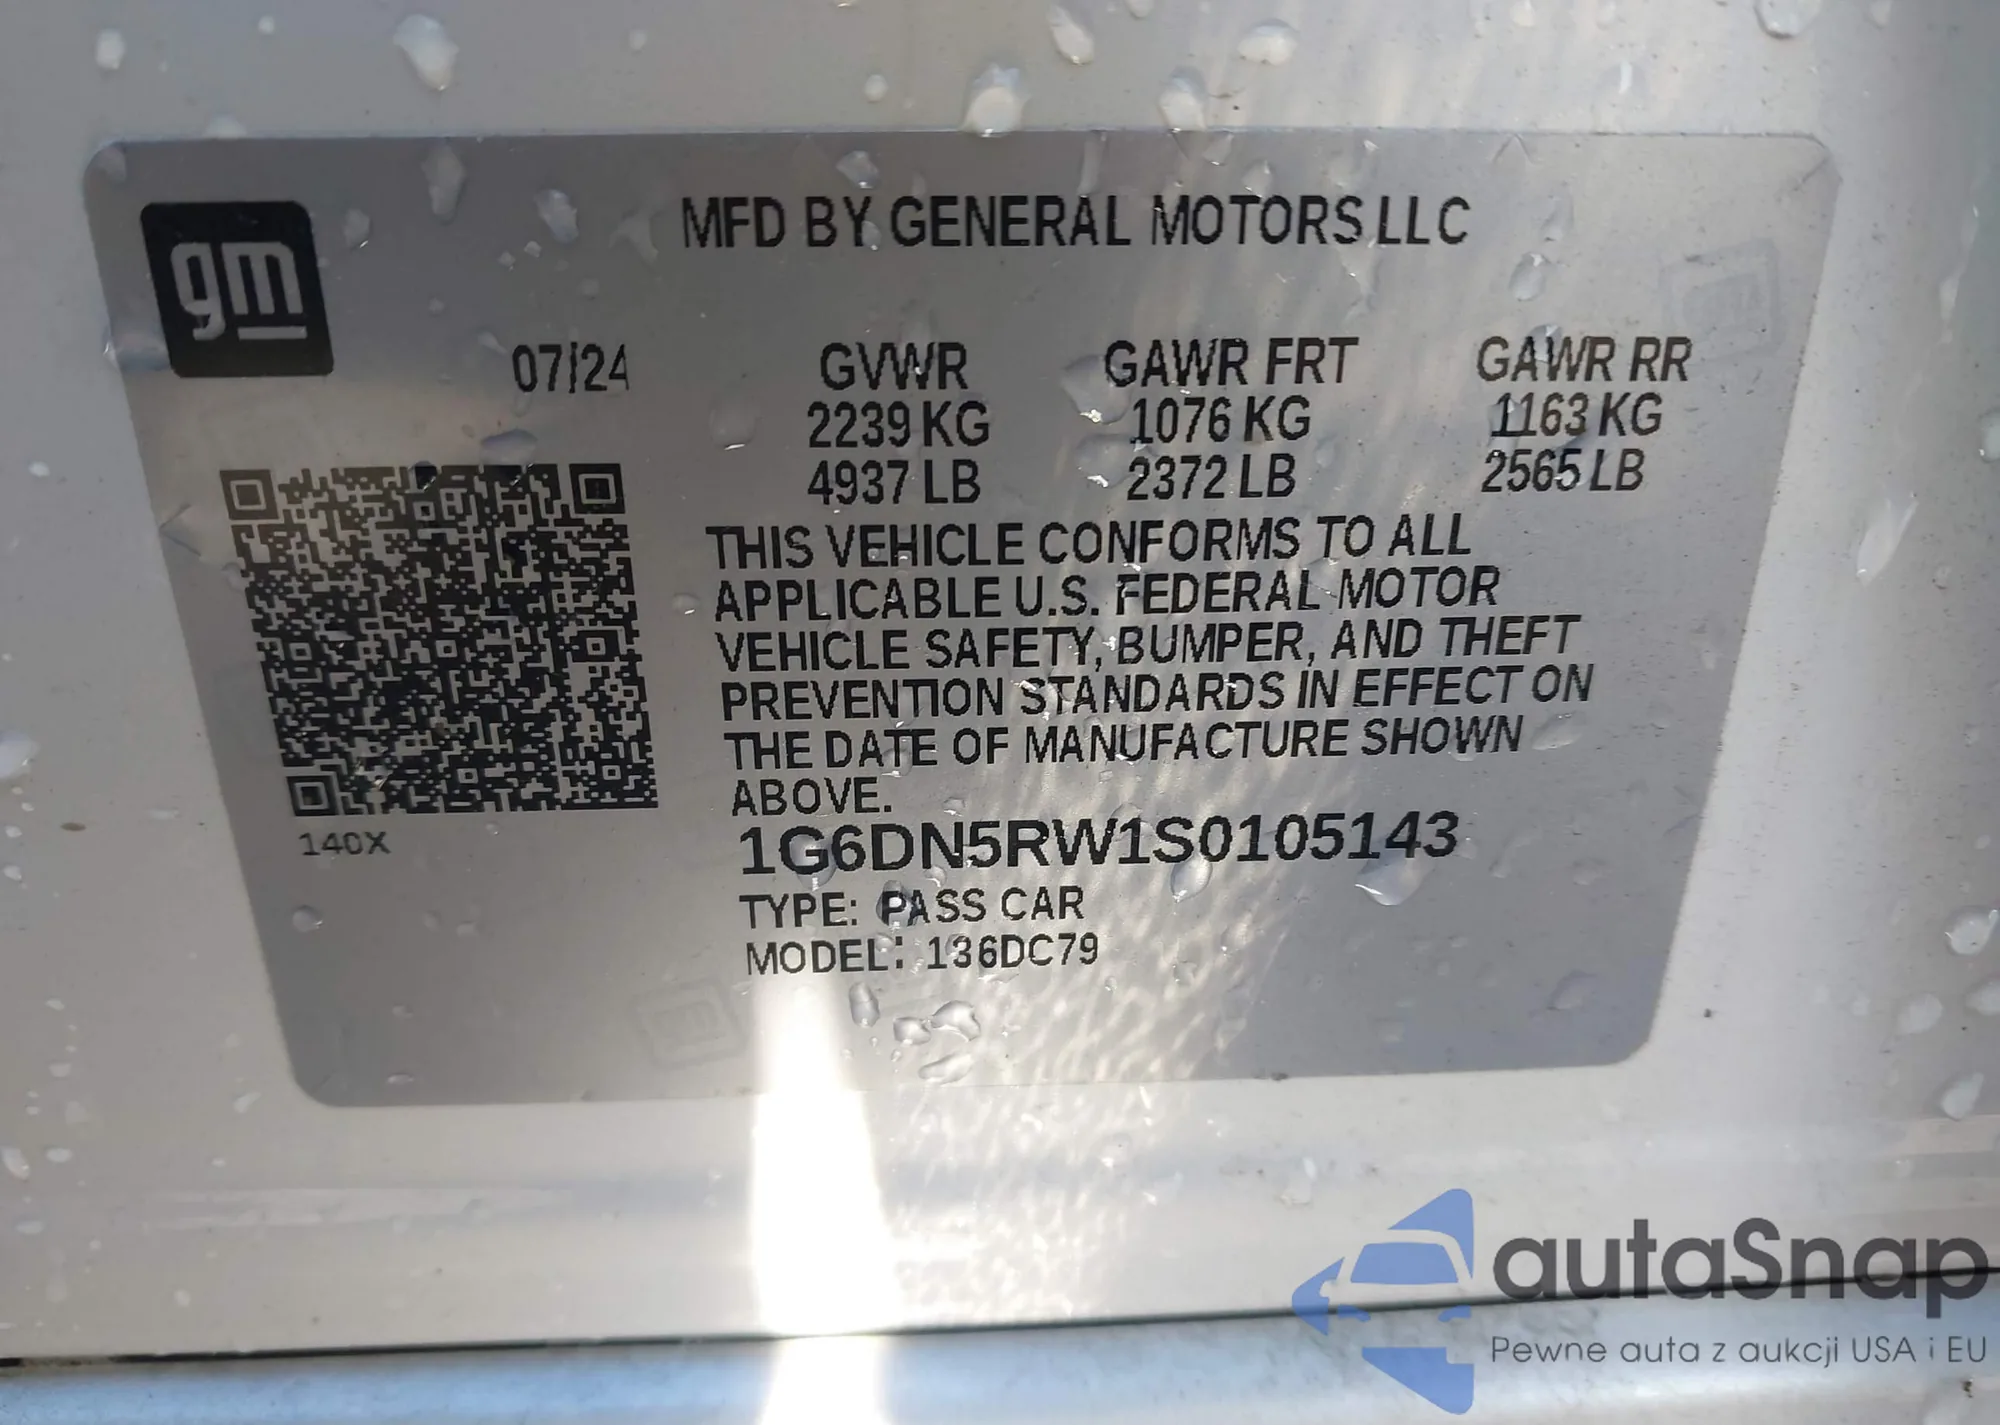 gm
MFD BY GENERAL MOTORS LLC
07/24 GVWR GAWR FRT GAWR RR
2239 KG 1076 KG 1163 KG
4937 LB 2372 LB 2565 LB
THIS VEHICLE CONFORMS TO ALL
APPLICABLE U.S. FEDERAL MOTOR
VEHICLE SAFETY, BUMPER, AND THEFT
PREVENTION STANDARDS IN EFFECT ON
THE DATE OF MANUFACTURE SHOWN
ABOVE.
140X
1G6DN5RW1S0105143
TYPE: PASS CAR
MODEL: 136DC79
autaSnap
Pewne auta z aukcji USA i EU